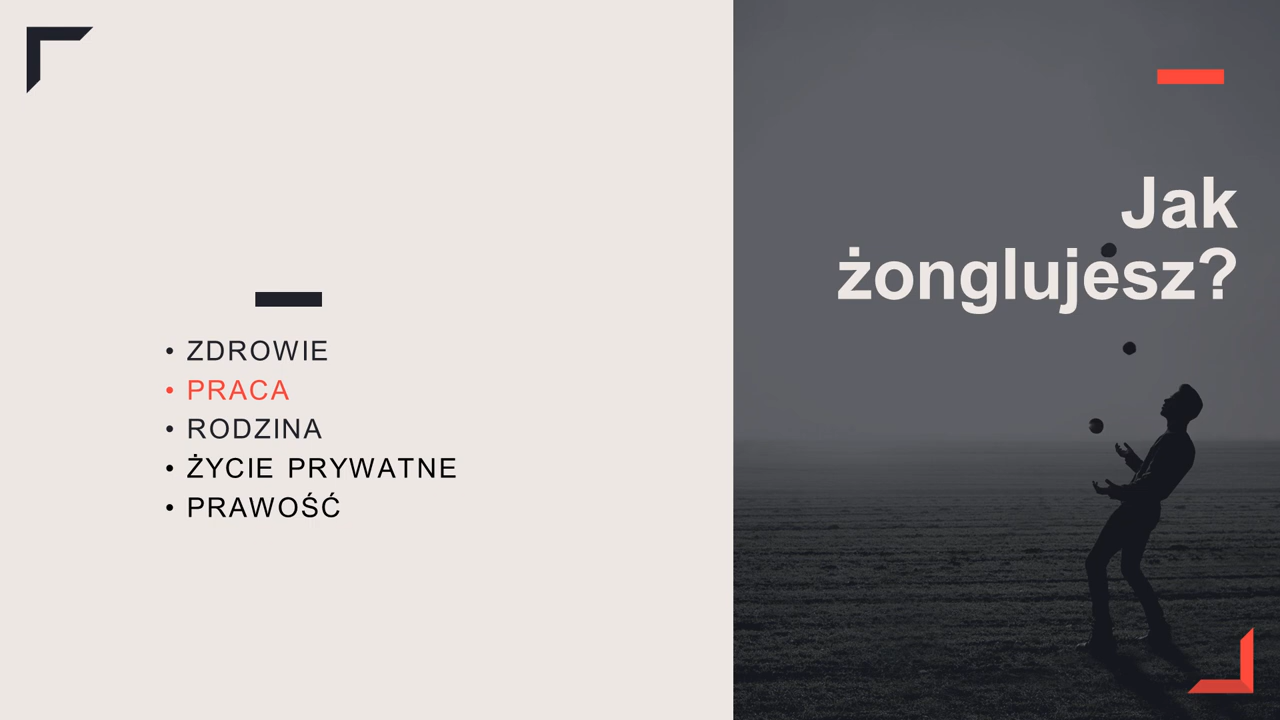 Jak
żonglujesz?
• ZDROWIE
• PRACA
• RODZINA
• ŻYCIE PRYWATNE
• PRAWOŚĆ